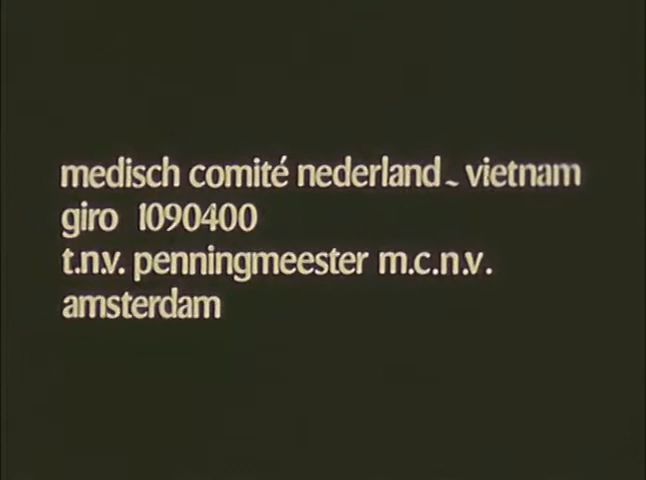 medisch comité nederland - vietnam
giro 1090400
t.n.v. penningmeester m.c.n.v.
amsterdam